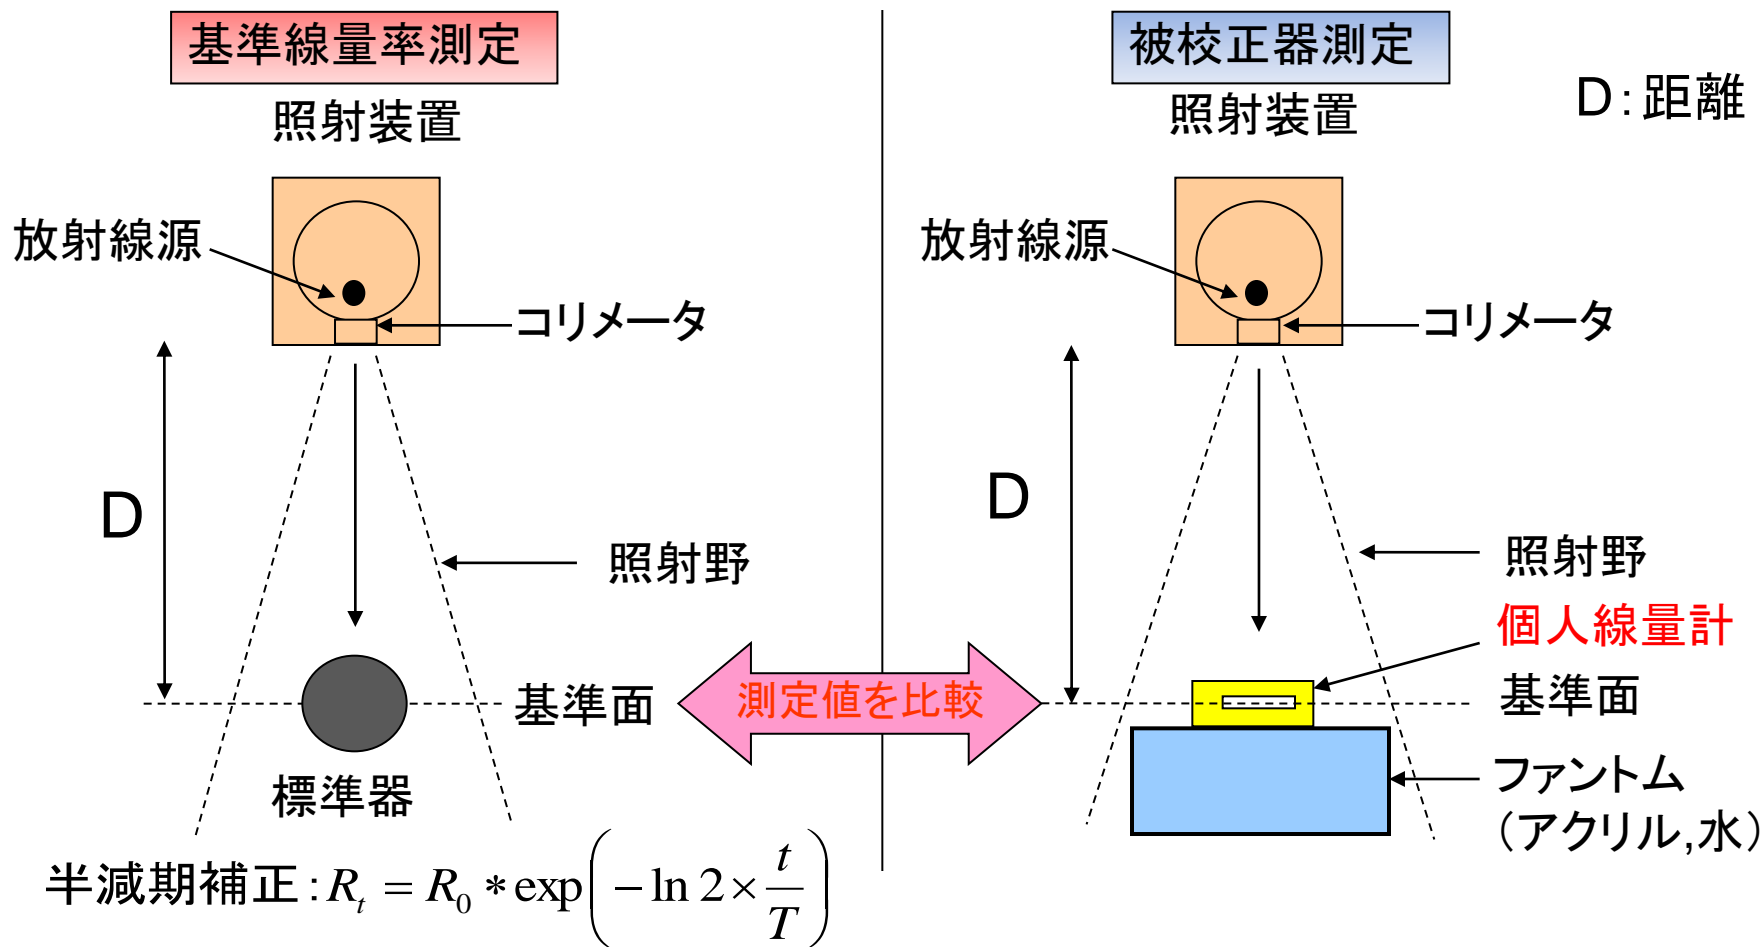 基準線量率測定
照射装置
放射線源
コリメータ
D
照射野
基準面
標準器
半減期補正:R_t = R_0 * exp(− ln 2 × t/T)
測定値を比較
被校正器測定
照射装置
D:距離
放射線源
コリメータ
D
照射野
個人線量計
基準面
ファントム
(アクリル,水)